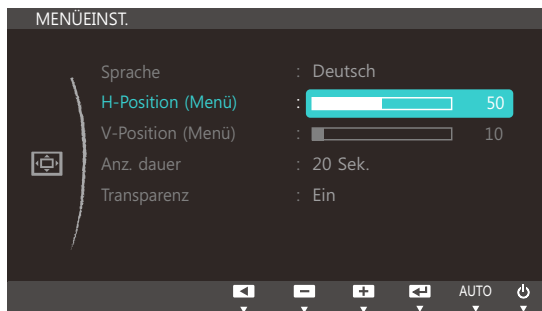 MENÜEINST.
Sprache : Deutsch
H-Position (Menü) : 50
V-Position (Menü) : 10
Anz. dauer : 20 Sek.
Transparenz : Ein
AUTO